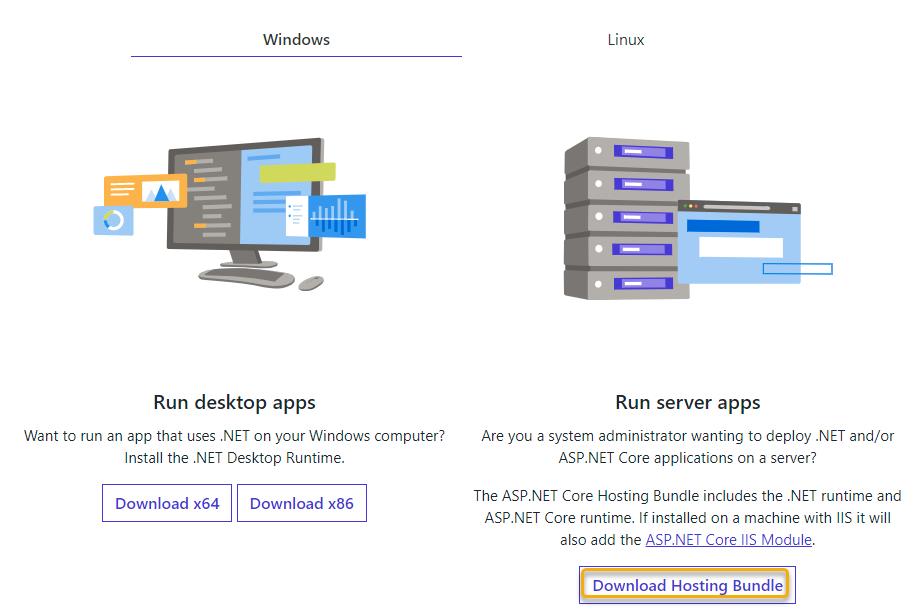 Windows
Linux
Run desktop apps
Want to run an app that uses .NET on your Windows computer?
Install the .NET Desktop Runtime.
Download x64
Download x86
Run server apps
Are you a system administrator wanting to deploy .NET and/or
ASP.NET Core applications on a server?
The ASP.NET Core Hosting Bundle includes the .NET runtime and
ASP.NET Core runtime. If installed on a machine with IIS it will
also add the ASP.NET Core IIS Module.
Download Hosting Bundle